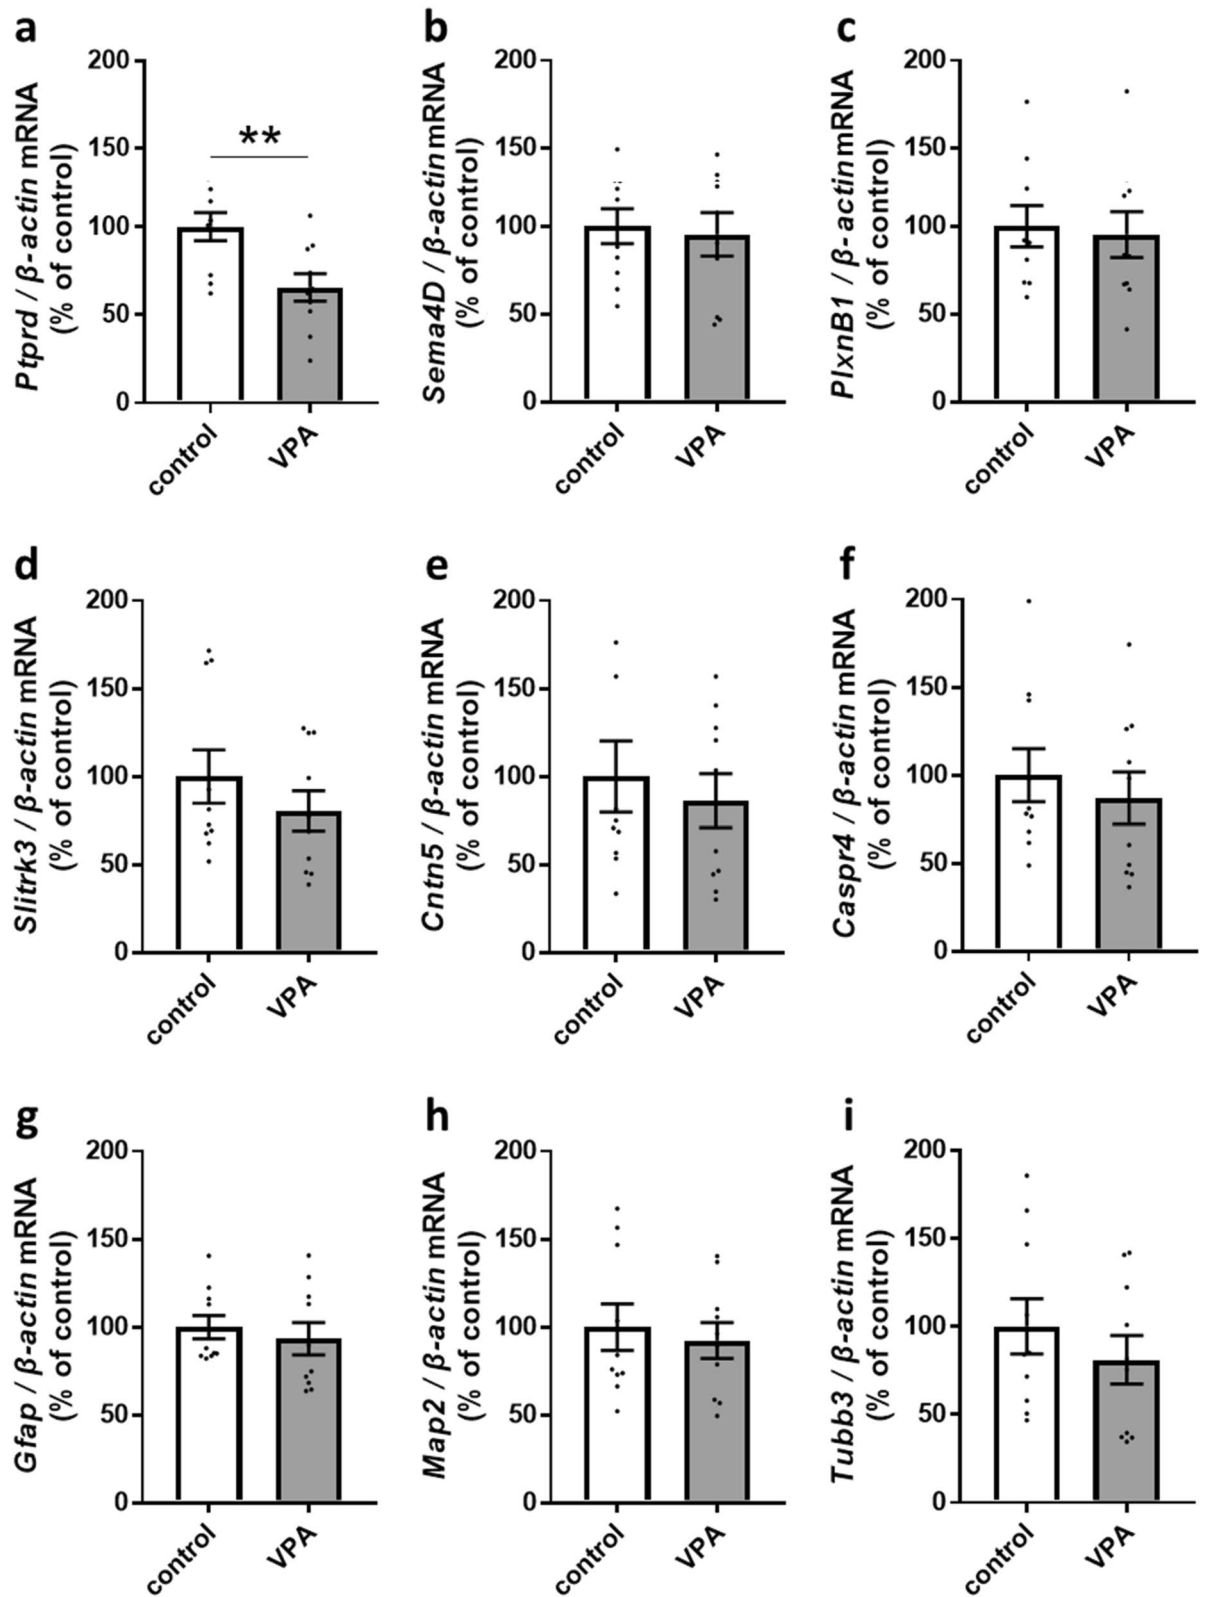 a
Ptprd / β-actin mRNA
(% of control)
200
150
100
50
0
**
control
VPA
b
Sema4D / β-actin mRNA
(% of control)
200
150
100
50
0
control
VPA
c
PlxnB1 / β-actin mRNA
(% of control)
200
150
100
50
0
control
VPA
d
Slitrk3 / β-actin mRNA
(% of control)
200
150
100
50
0
control
VPA
e
Cntn5 / β-actin mRNA
(% of control)
200
150
100
50
0
control
VPA
f
Caspr4 / β-actin mRNA
(% of control)
200
150
100
50
0
control
VPA
g
Gfap / β-actin mRNA
(% of control)
200
150
100
50
0
control
VPA
h
Map2 / β-actin mRNA
(% of control)
200
150
100
50
0
control
VPA
i
Tubb3 / β-actin mRNA
(% of control)
200
150
100
50
0
control
VPA